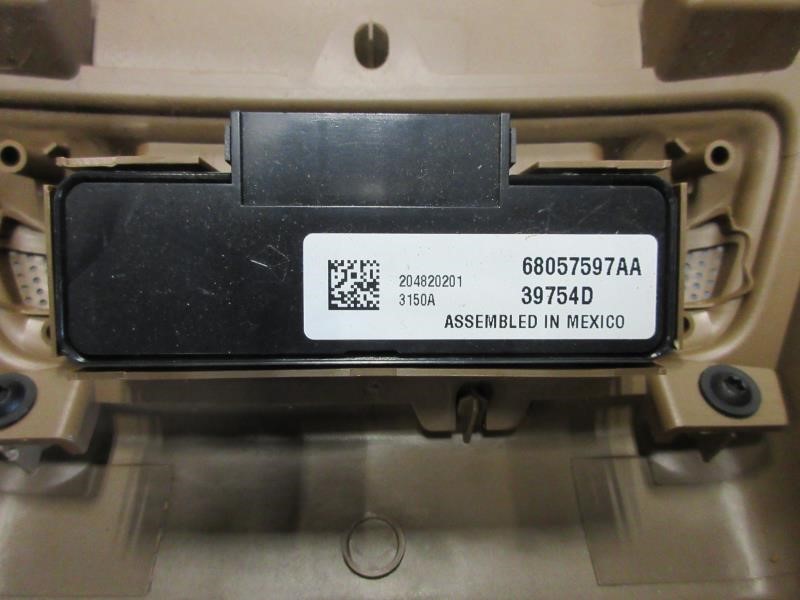 204820201
3150A
68057597AA
39754D
ASSEMBLED IN MEXICO